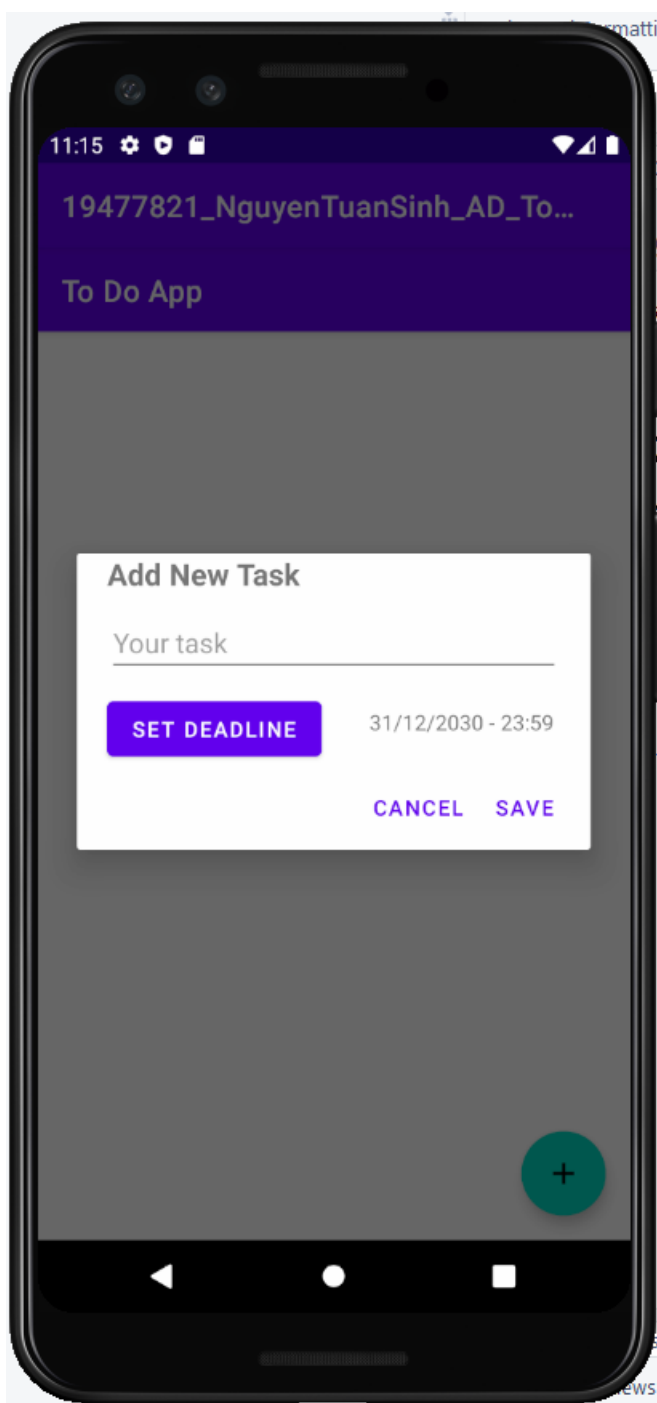 11:15
19477821_NguyenTuanSinh_AD_To...
To Do App
Add New Task
Your task
SET DEADLINE 31/12/2030 - 23:59
CANCEL SAVE